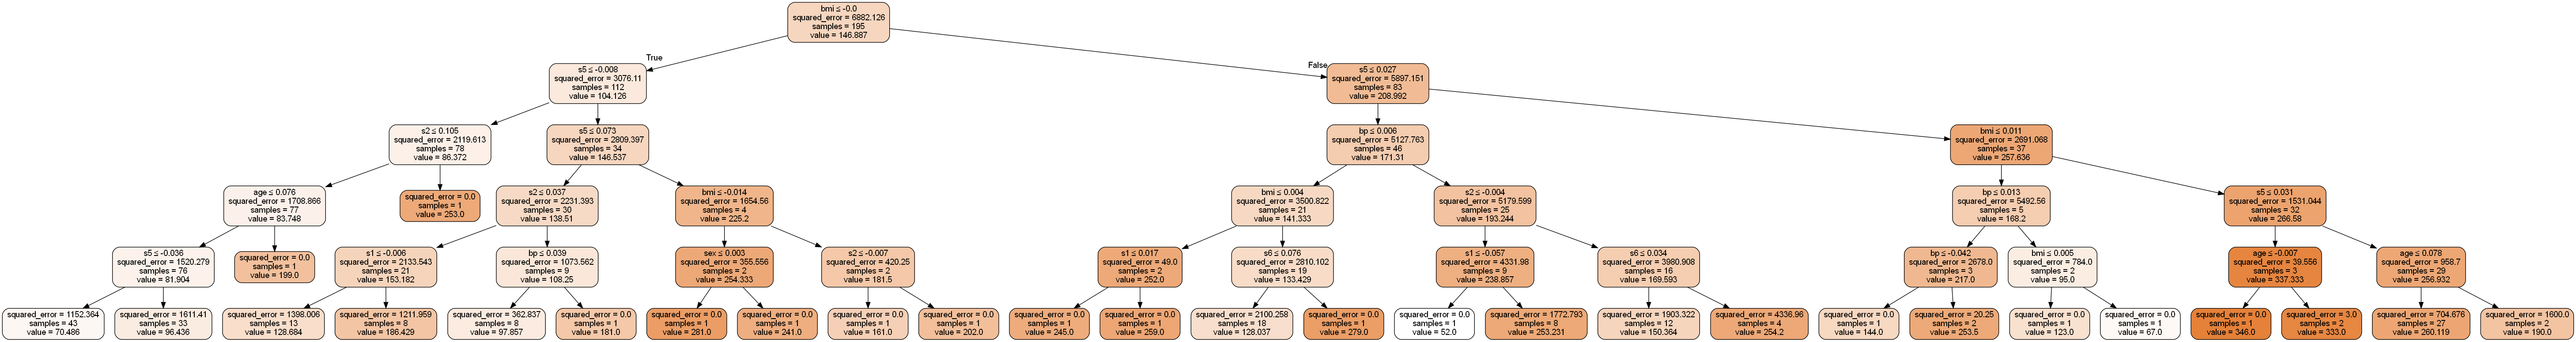 bmi ≤ -0.0
squared_error = 6882.126
samples = 195
value = 146.887
True
False
s5 ≤ -0.008
squared_error = 3076.11
samples = 112
value = 104.126
s5 ≤ 0.027
squared_error = 5897.151
samples = 83
value = 208.992
s2 ≤ 0.105
squared_error = 2119.613
samples = 78
value = 86.372
s5 ≤ 0.073
squared_error = 2809.397
samples = 34
value = 146.537
bp ≤ 0.006
squared_error = 5127.763
samples = 46
value = 171.31
bmi ≤ 0.011
squared_error = 2691.068
samples = 37
value = 257.636
age ≤ 0.076
squared_error = 1708.866
samples = 77
value = 83.748
squared_error = 0.0
samples = 1
value = 253.0
s2 ≤ 0.037
squared_error = 2231.393
samples = 30
value = 138.51
bmi ≤ -0.014
squared_error = 1654.56
samples = 4
value = 225.2
bmi ≤ 0.004
squared_error = 3500.822
samples = 21
value = 141.333
s2 ≤ -0.004
squared_error = 5179.599
samples = 25
value = 193.244
bp ≤ 0.013
squared_error = 5492.56
samples = 5
value = 168.2
s5 ≤ 0.031
squared_error = 1531.044
samples = 32
value = 266.58
s5 ≤ -0.036
squared_error = 1520.279
samples = 76
value = 81.904
squared_error = 0.0
samples = 1
value = 199.0
s1 ≤ -0.006
squared_error = 2133.543
samples = 21
value = 153.182
bp ≤ 0.039
squared_error = 1073.562
samples = 9
value = 108.25
sex ≤ 0.003
squared_error = 355.556
samples = 2
value = 254.333
s2 ≤ -0.007
squared_error = 420.25
samples = 2
value = 181.5
s1 ≤ 0.017
squared_error = 49.0
samples = 2
value = 252.0
s6 ≤ 0.076
squared_error = 2810.102
samples = 19
value = 133.429
s1 ≤ -0.057
squared_error = 4331.98
samples = 9
value = 238.857
s6 ≤ 0.034
squared_error = 3980.908
samples = 16
value = 169.593
bp ≤ -0.042
squared_error = 2678.0
samples = 3
value = 217.0
bmi ≤ 0.005
squared_error = 784.0
samples = 2
value = 95.0
age ≤ -0.007
squared_error = 39.556
samples = 3
value = 337.333
age ≤ 0.078
squared_error = 958.7
samples = 29
value = 256.932
squared_error = 1152.364
samples = 43
value = 70.486
squared_error = 1611.41
samples = 33
value = 96.436
squared_error = 1398.006
samples = 13
value = 128.684
squared_error = 1211.959
samples = 8
value = 186.429
squared_error = 362.837
samples = 8
value = 97.857
squared_error = 0.0
samples = 1
value = 181.0
squared_error = 0.0
samples = 1
value = 281.0
squared_error = 0.0
samples = 1
value = 241.0
squared_error = 0.0
samples = 1
value = 161.0
squared_error = 0.0
samples = 1
value = 202.0
squared_error = 0.0
samples = 1
value = 245.0
squared_error = 0.0
samples = 1
value = 259.0
squared_error = 2100.258
samples = 18
value = 128.037
squared_error = 0.0
samples = 1
value = 279.0
squared_error = 0.0
samples = 1
value = 52.0
squared_error = 1772.793
samples = 8
value = 253.231
squared_error = 1903.322
samples = 12
value = 150.364
squared_error = 4336.96
samples = 4
value = 254.2
squared_error = 0.0
samples = 1
value = 144.0
squared_error = 20.25
samples = 2
value = 253.5
squared_error = 0.0
samples = 1
value = 123.0
squared_error = 0.0
samples = 1
value = 67.0
squared_error = 0.0
samples = 1
value = 346.0
squared_error = 3.0
samples = 2
value = 333.0
squared_error = 704.676
samples = 27
value = 260.119
squared_error = 1600.0
samples = 2
value = 190.0